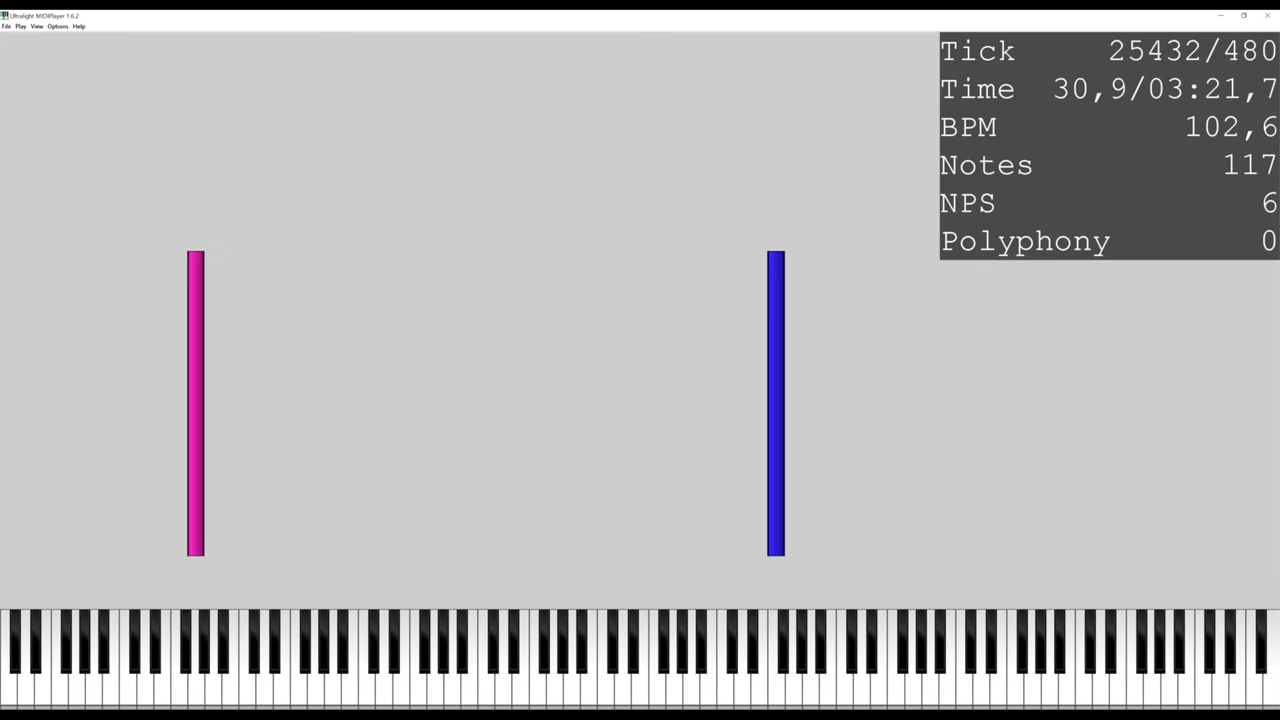 Ultralight MIDIPlayer 1.6.2
File Play View Options Help
Tick 25432/480
Time 30,9/03:21,7
BPM 102,6
Notes 117
NPS 6
Polyphony 0